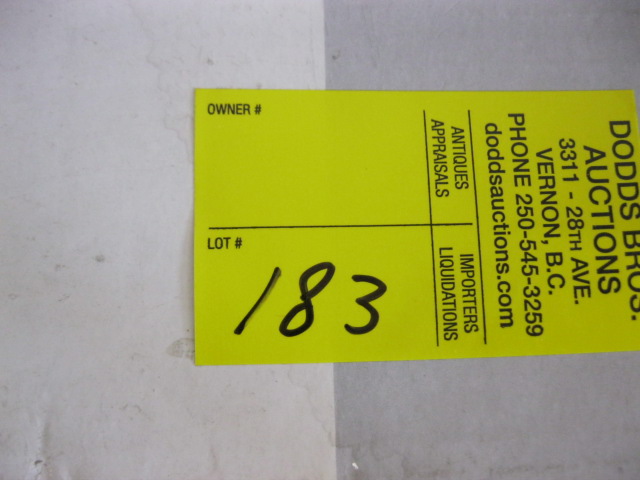 DODDS BROS.
AUCTIONS
3311 - 28TH AVE.
VERNON, B.C.
PHONE 250-545-3259
doddsauctions.com
ANTIQUES
APPRAISALS
IMPORTERS
LIQUIDATIONS
OWNER #
LOT #
183